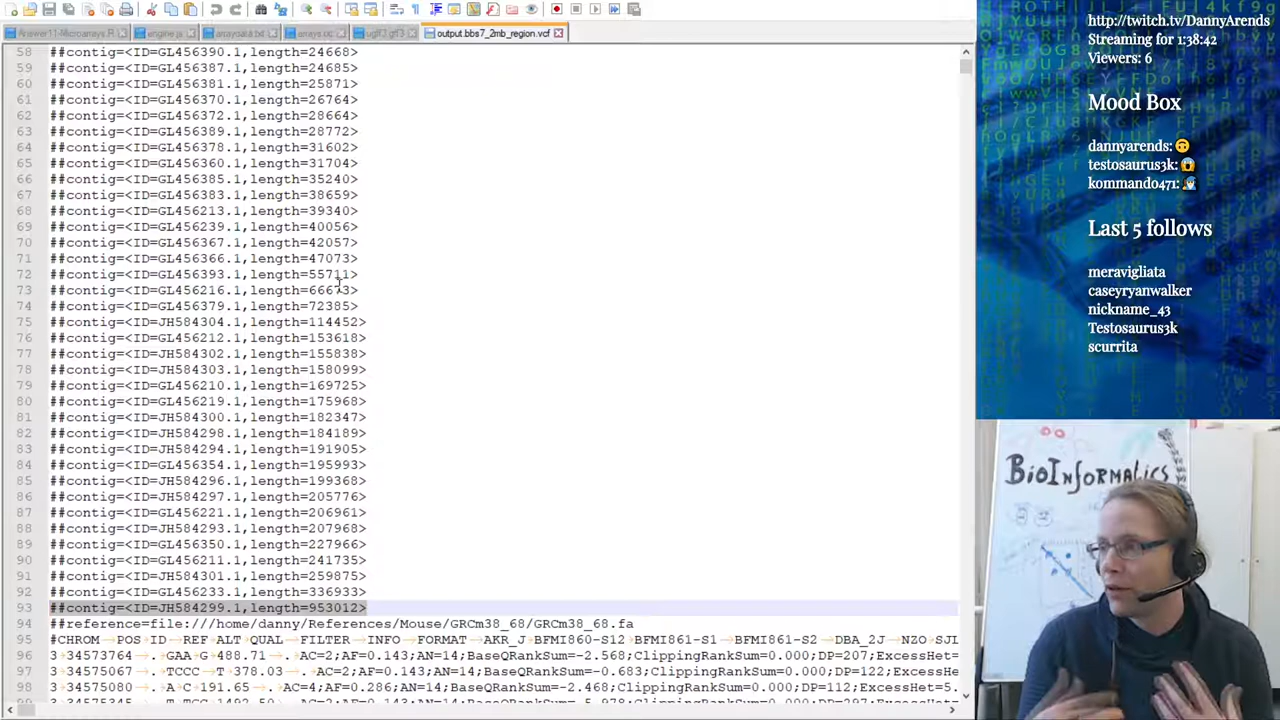 Answer11-Microarrays.R engine.js arraydata.txt arrays.txt ugff3.gff3 output.bbs7_2mb_region.vcf
58 ##contig=<ID=GL456390.1,length=24668>
59 ##contig=<ID=GL456387.1,length=24685>
60 ##contig=<ID=GL456381.1,length=25871>
61 ##contig=<ID=GL456370.1,length=26764>
62 ##contig=<ID=GL456372.1,length=28664>
63 ##contig=<ID=GL456389.1,length=28772>
64 ##contig=<ID=GL456378.1,length=31602>
65 ##contig=<ID=GL456360.1,length=31704>
66 ##contig=<ID=GL456385.1,length=35240>
67 ##contig=<ID=GL456383.1,length=38659>
68 ##contig=<ID=GL456213.1,length=39340>
69 ##contig=<ID=GL456239.1,length=40056>
70 ##contig=<ID=GL456367.1,length=42057>
71 ##contig=<ID=GL456366.1,length=47073>
72 ##contig=<ID=GL456393.1,length=55711>
73 ##contig=<ID=GL456216.1,length=66673>
74 ##contig=<ID=GL456379.1,length=72385>
75 ##contig=<ID=JH584304.1,length=114452>
76 ##contig=<ID=GL456212.1,length=153618>
77 ##contig=<ID=JH584302.1,length=155838>
78 ##contig=<ID=JH584303.1,length=158099>
79 ##contig=<ID=GL456210.1,length=169725>
80 ##contig=<ID=GL456219.1,length=175968>
81 ##contig=<ID=JH584300.1,length=182347>
82 ##contig=<ID=JH584298.1,length=184189>
83 ##contig=<ID=JH584294.1,length=191905>
84 ##contig=<ID=GL456354.1,length=195993>
85 ##contig=<ID=JH584296.1,length=199368>
86 ##contig=<ID=JH584297.1,length=205776>
87 ##contig=<ID=GL456221.1,length=206961>
88 ##contig=<ID=JH584293.1,length=207968>
89 ##contig=<ID=GL456350.1,length=227966>
90 ##contig=<ID=GL456211.1,length=241735>
91 ##contig=<ID=JH584301.1,length=259875>
92 ##contig=<ID=GL456233.1,length=336933>
93 ##contig=<ID=JH584299.1,length=953012>
94 ##reference=file:///home/danny/References/Mouse/GRCm38_68/GRCm38_68.fa
95 #CHROM POS ID REF ALT QUAL FILTER INFO FORMAT AKR_J BFMI860-S12 BFMI861-S1 BFMI861-S2 DBA_2J NZO SJL
96 3 34573764 . GAA G 488.71 . AC=2;AF=0.143;AN=14;BaseQRankSum=-2.568;ClippingRankSum=0.000;DP=207;ExcessHet=
97 3 34575067 . TCCC T 378.03 . AC=2;AF=0.143;AN=14;BaseQRankSum=-0.683;ClippingRankSum=0.000;DP=122;ExcessHet=
98 3 34575080 . A C 191.65 . AC=4;AF=0.286;AN=14;BaseQRankSum=-2.468;ClippingRankSum=0.000;DP=112;ExcessHet=5.
http://twitch.tv/DannyArends
Streaming for 1:38:42
Viewers: 6
Mood Box
dannyarends: 🙃
testosaurus3k: 😱
kommando471:
Last 5 follows
meravigliata
caseyryanwalker
nickname_43
Testosaurus3k
scurrita
BioInformatics